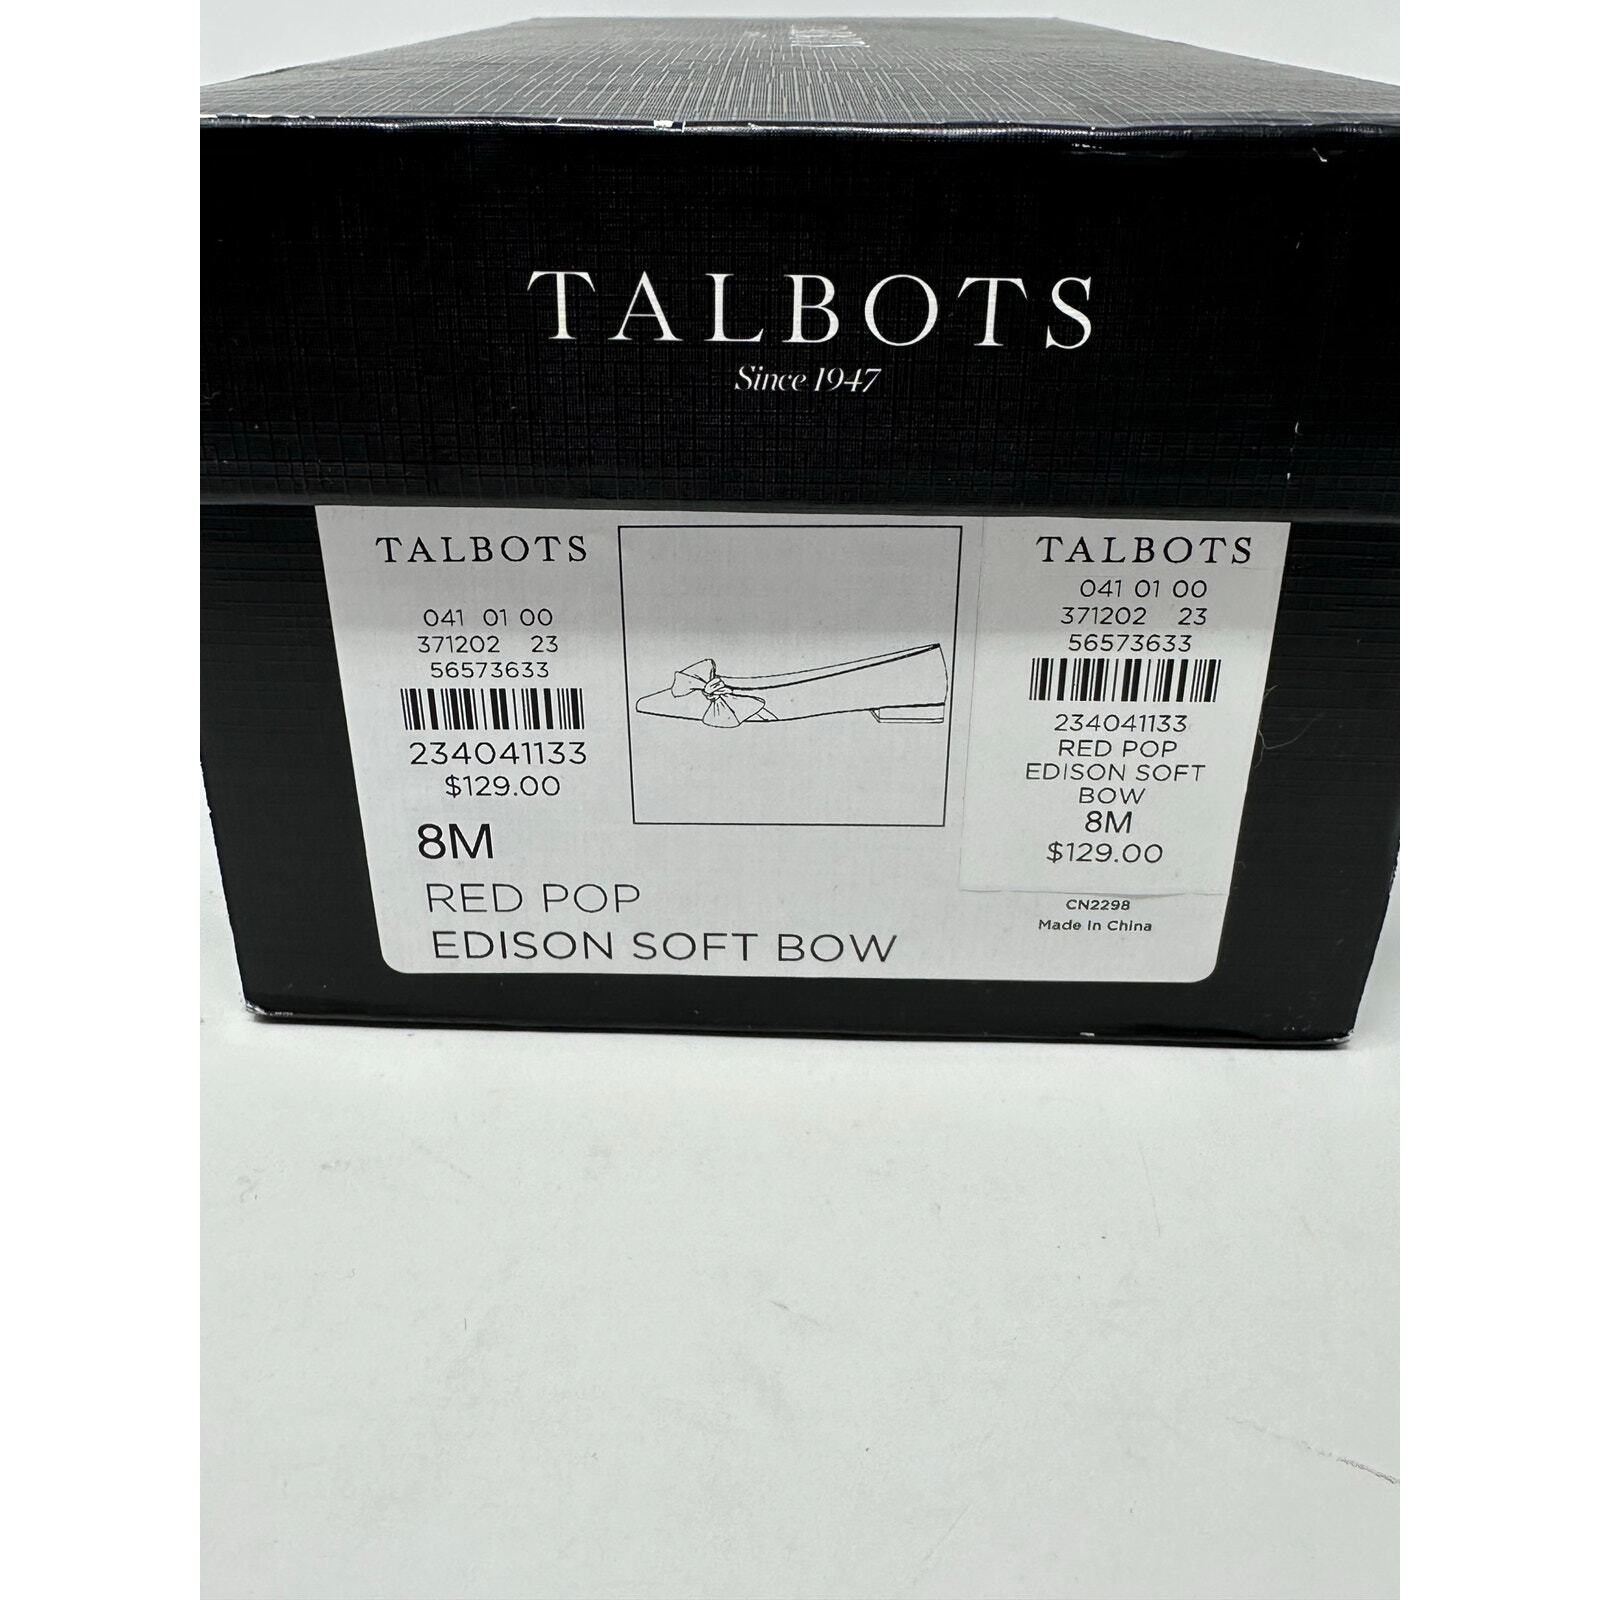 TALBOTS
Since 1947
TALBOTS
041 01 00
371202 23
56573633
234041133
$129.00
8M
RED POP
EDISON SOFT BOW
TALBOTS
041 01 00
371202 23
56573633
234041133
RED POP
EDISON SOFT
BOW
8M
$129.00
CN2298
Made In China